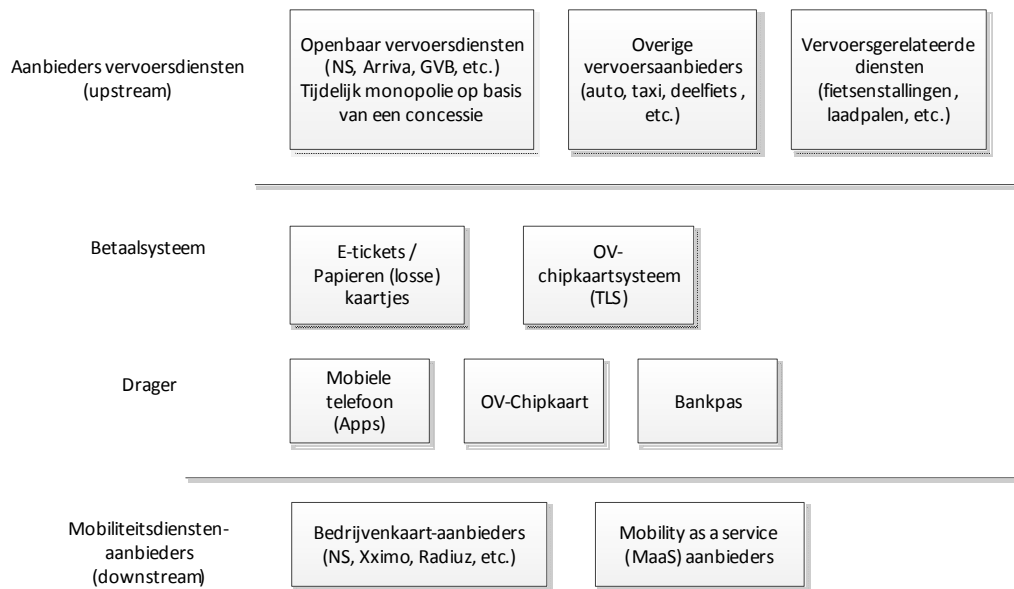 Aanbieders vervoersdiensten
(upstream)
Openbaar vervoersdiensten
(NS, Arriva, GVB, etc.)
Tijdelijk monopolie op basis
van een concessie
Overige
vervoersaanbieders
(auto, taxi, deelfiets ,
etc.)
Vervoersgerelateerde
diensten
(fietsenstallingen ,
laadpalen, etc.)
Betaalsysteem
E-tickets /
Papieren (losse)
kaartjes
OV-
chipkaartsysteem
(TLS)
Drager
Mobiele
telefoon
(Apps)
OV-Chipkaart
Bankpas
Mobiliteitsdiensten-
aanbieders
(downstream)
Bedrijvenkaart-aanbieders
(NS, Xximo, Radiuz, etc.)
Mobility as a service
(MaaS) aanbieders